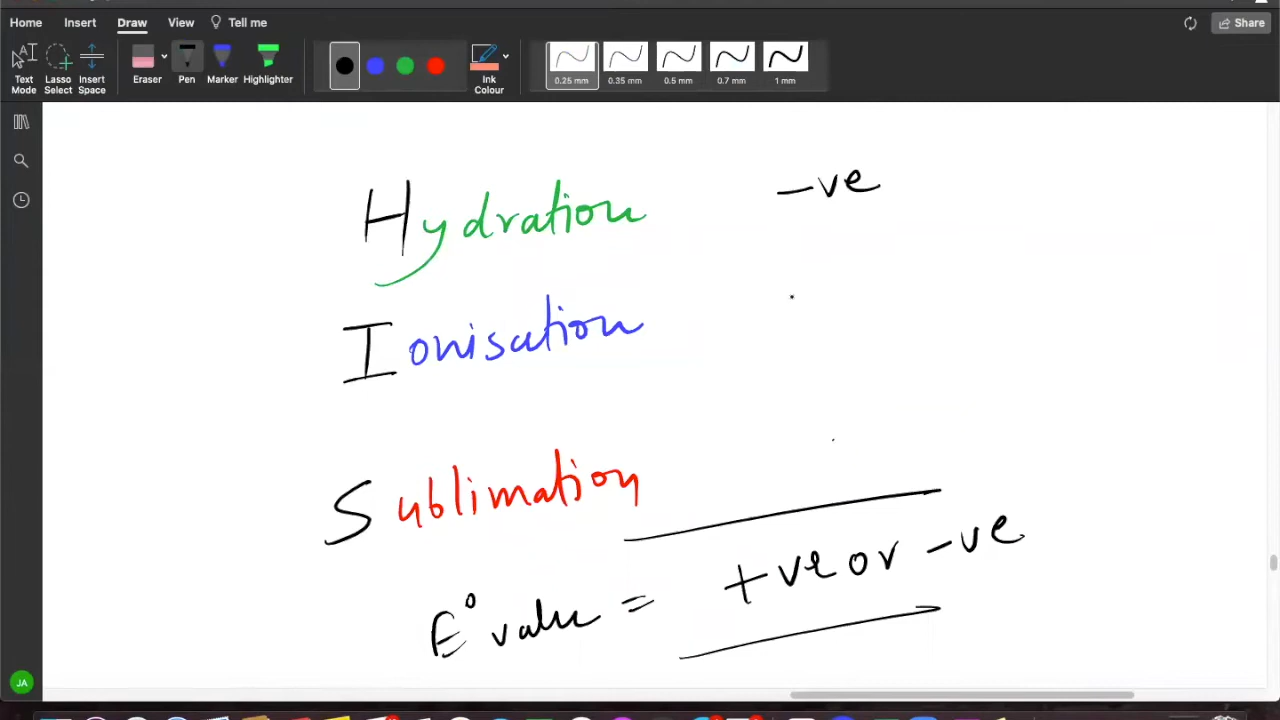 Home Insert Draw View Tell me Share
Text Mode Lasso Select Insert Space Eraser Pen Marker Highlighter Ink Colour 0.25 mm 0.35 mm 0.5 mm 0.7 mm 1 mm
Hydration -ve
Ionisation
Sublimation
E° value = +ve or -ve
JA